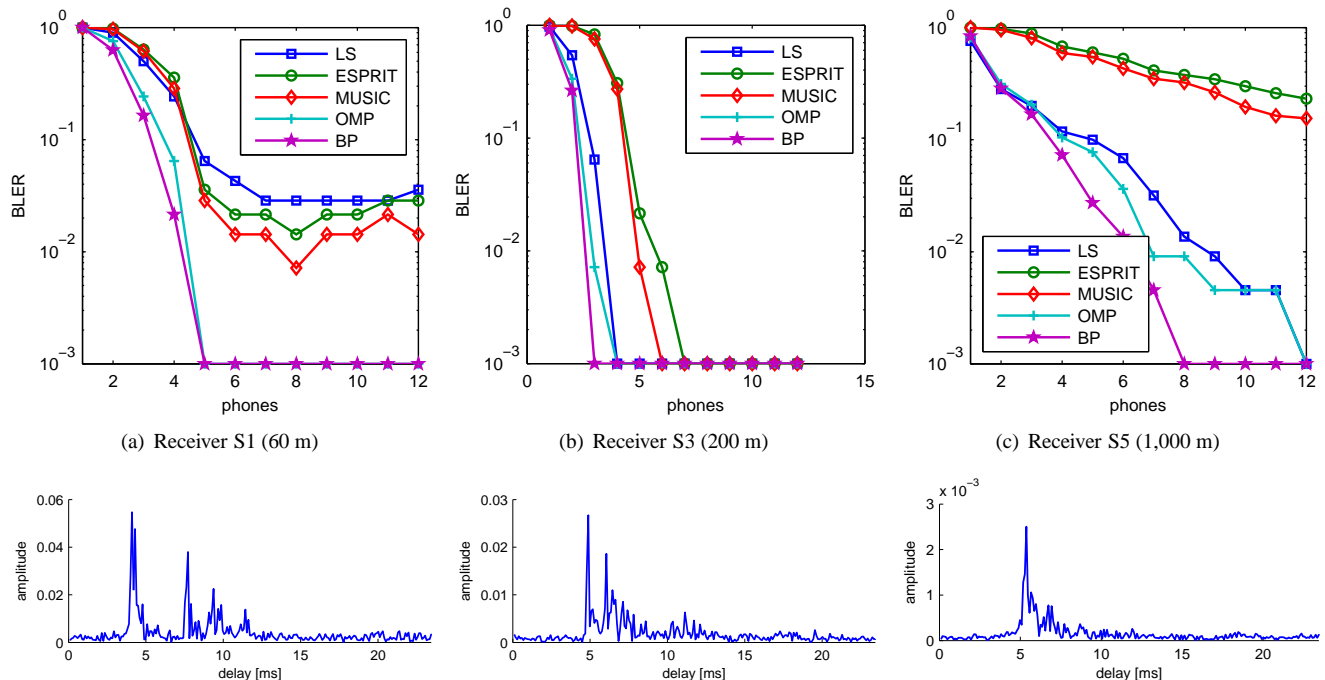 10^0
10^-1
10^-2
10^-3
BLER
2 4 6 8 10 12
phones
LS
ESPRIT
MUSIC
OMP
BP
(a) Receiver S1 (60 m)
10^0
10^-1
10^-2
10^-3
BLER
5 10 15
phones
LS
ESPRIT
MUSIC
OMP
BP
(b) Receiver S3 (200 m)
10^0
10^-1
10^-2
10^-3
BLER
2 4 6 8 10 12
phones
LS
ESPRIT
MUSIC
OMP
BP
(c) Receiver S5 (1,000 m)
0.06
0.04
0.02
0
amplitude
0 5 10 15 20
delay [ms]
0.03
0.02
0.01
0
amplitude
0 5 10 15 20
delay [ms]
x 10^-3
3
2
1
0
amplitude
0 5 10 15 20
delay [ms]